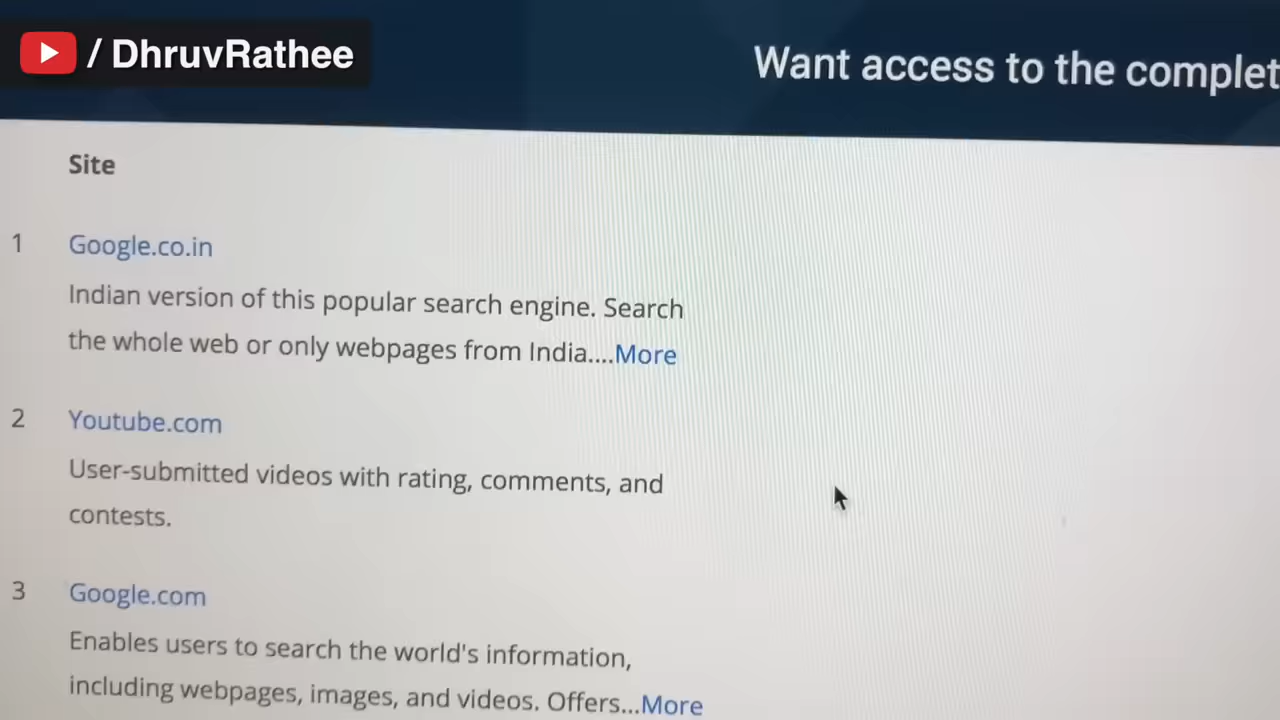 / DhruvRathee
Want access to the complet
Site
1 Google.co.in
Indian version of this popular search engine. Search
the whole web or only webpages from India....More
2 Youtube.com
User-submitted videos with rating, comments, and
contests.
3 Google.com
Enables users to search the world's information,
including webpages, images, and videos. Offers...More